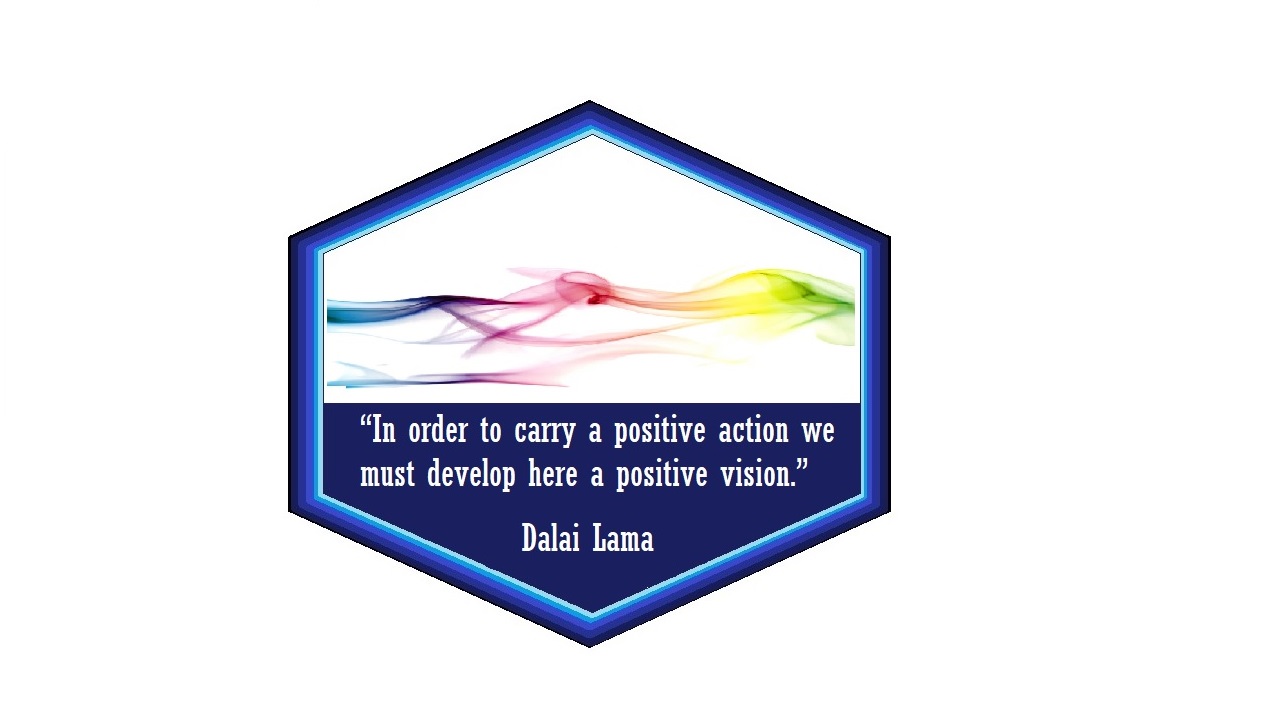 “In order to carry a positive action we
must develop here a positive vision.”
Dalai Lama